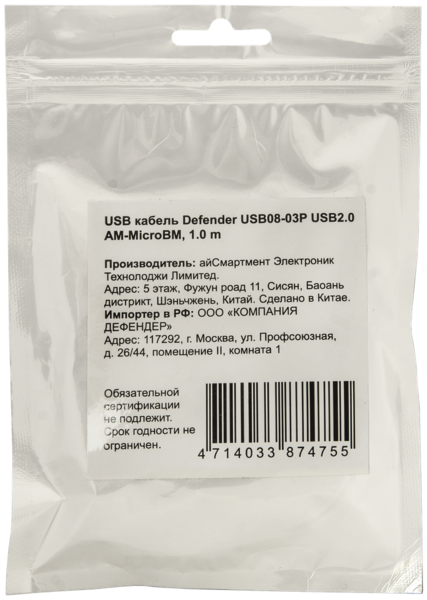 USB кабель Defender USB08-03P USB2.0
AM-MicroBM, 1.0 m
Производитель: айСмартмент Электроник
Технолоджи Лимитед.
Адрес: 5 этаж, Фужун роад 11, Сисян, Баоань
дистрикт, Шэньчжень, Китай. Сделано в Китае.
Импортер в РФ: ООО «КОМПАНИЯ
ДЕФЕНДЕР»
Адрес: 117292, г. Москва, ул. Профсоюзная,
д. 26/44, помещение II, комната 1
Обязательной
сертификации
не подлежит.
Срок годности не
ограничен.
4 714033 874755